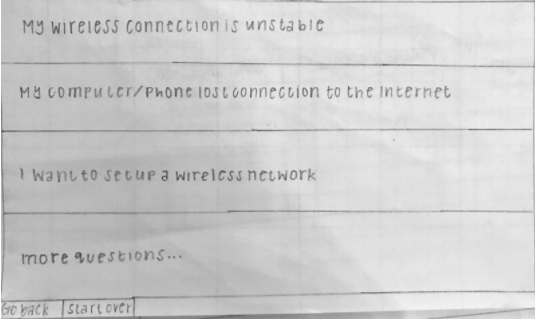 My wireless connection is unstable
My computer/Phone lost connection to the Internet
I want to setup a wireless network
more questions...
Go back
Start over